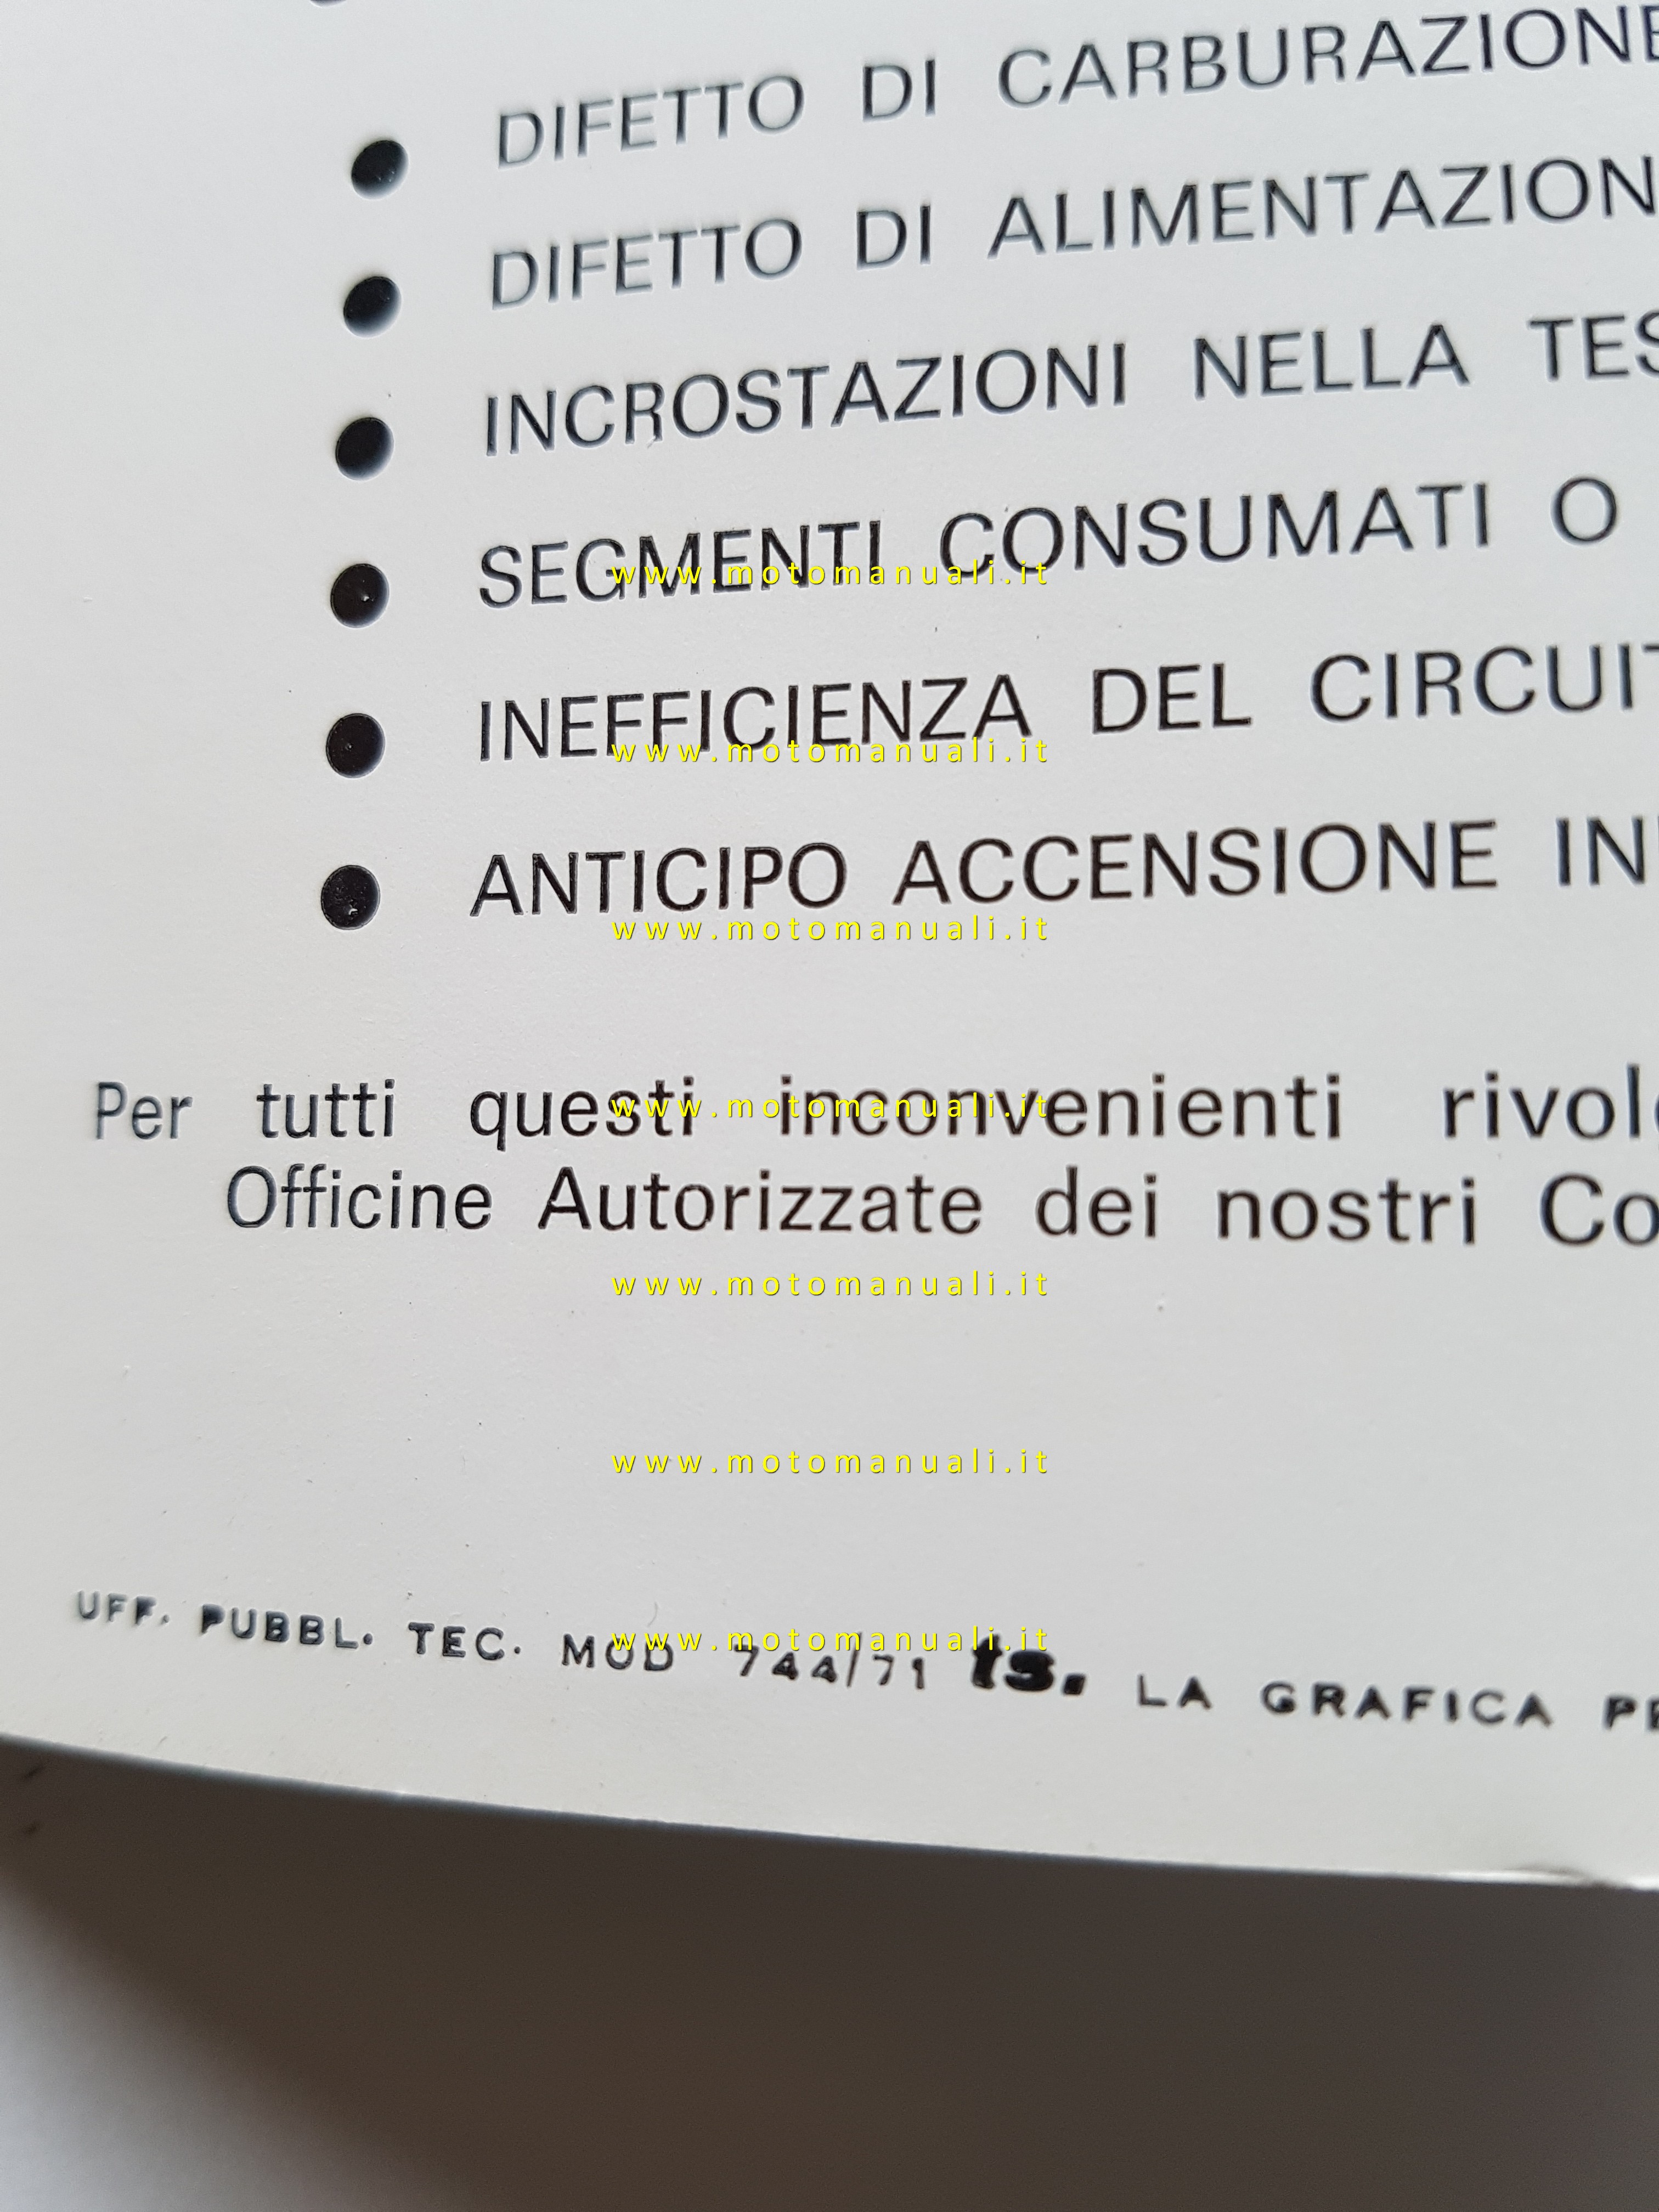 DIFETTO DI CARBURAZIONE
DIFETTO DI ALIMENTAZION
INCROSTAZIONI NELLA TES
SEGMENTI CONSUMATI O
www.motomanuali.it
INEFFICIENZA DEL CIRCUIT
www.motomanuali.it
ANTICIPO ACCENSIONE IN
www.motomanuali.it
Per tutti questi inconvenienti rivol
www.motomanuali.it
Officine Autorizzate dei nostri Co
www.motomanuali.it
www.motomanuali.it
www.motomanuali.it
UFF. PUBBL. TEC. MOD 744/71 ts. LA GRAFICA PE